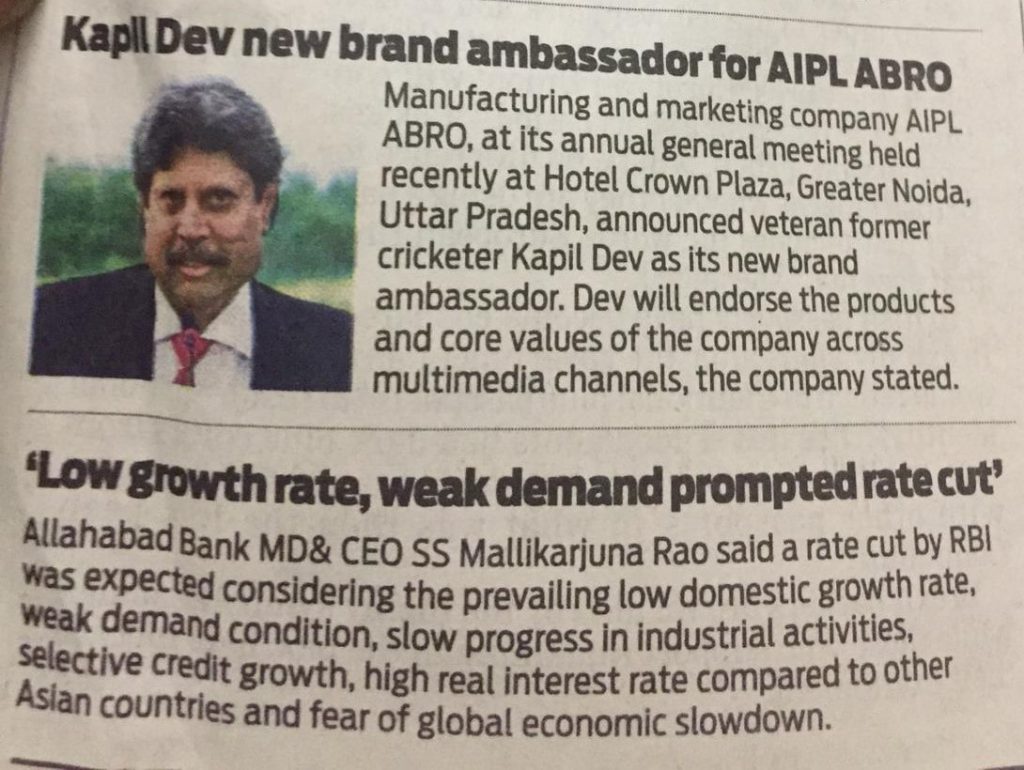 Kapil Dev new brand ambassador for AIPL ABRO
Manufacturing and marketing company AIPL
ABRO, at its annual general meeting held
recently at Hotel Crown Plaza, Greater Noida,
Uttar Pradesh, announced veteran former
cricketer Kapil Dev as its new brand
ambassador. Dev will endorse the products
and core values of the company across
multimedia channels, the company stated.
‘Low growth rate, weak demand prompted rate cut’
Allahabad Bank MD& CEO SS Mallikarjuna Rao said a rate cut by RBI
was expected considering the prevailing low domestic growth rate,
weak demand condition, slow progress in industrial activities,
selective credit growth, high real interest rate compared to other
Asian countries and fear of global economic slowdown.